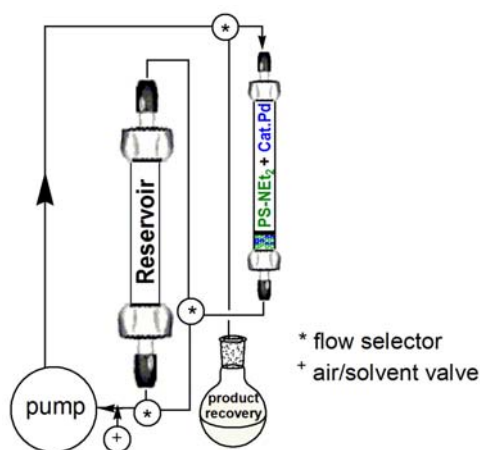 *
PS-NEt₂ + Cat.Pd
Reservoir
*
* flow selector
+ air/solvent valve
product
recovery
pump
*
+